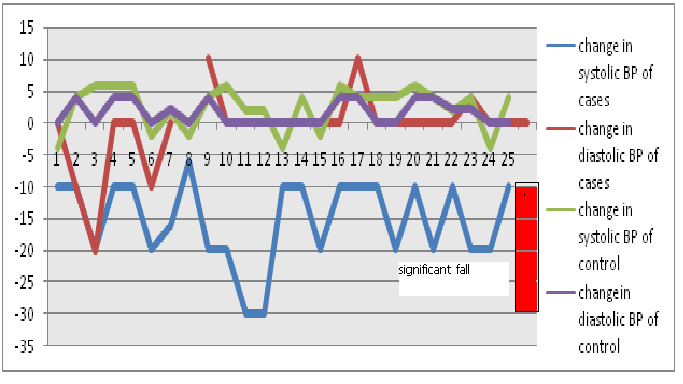 15
10
5
0
-5
-10
-15
-20
-25
-30
-35
1 2 3 4 5 6 7 8 9 10 11 12 13 14 15 16 17 18 19 20 21 22 23 24 25
significant fall
change in
systolic BP of
cases
change in
diastolic BP of
cases
change in
systolic BP of
control
change in
diastolic BP of
control